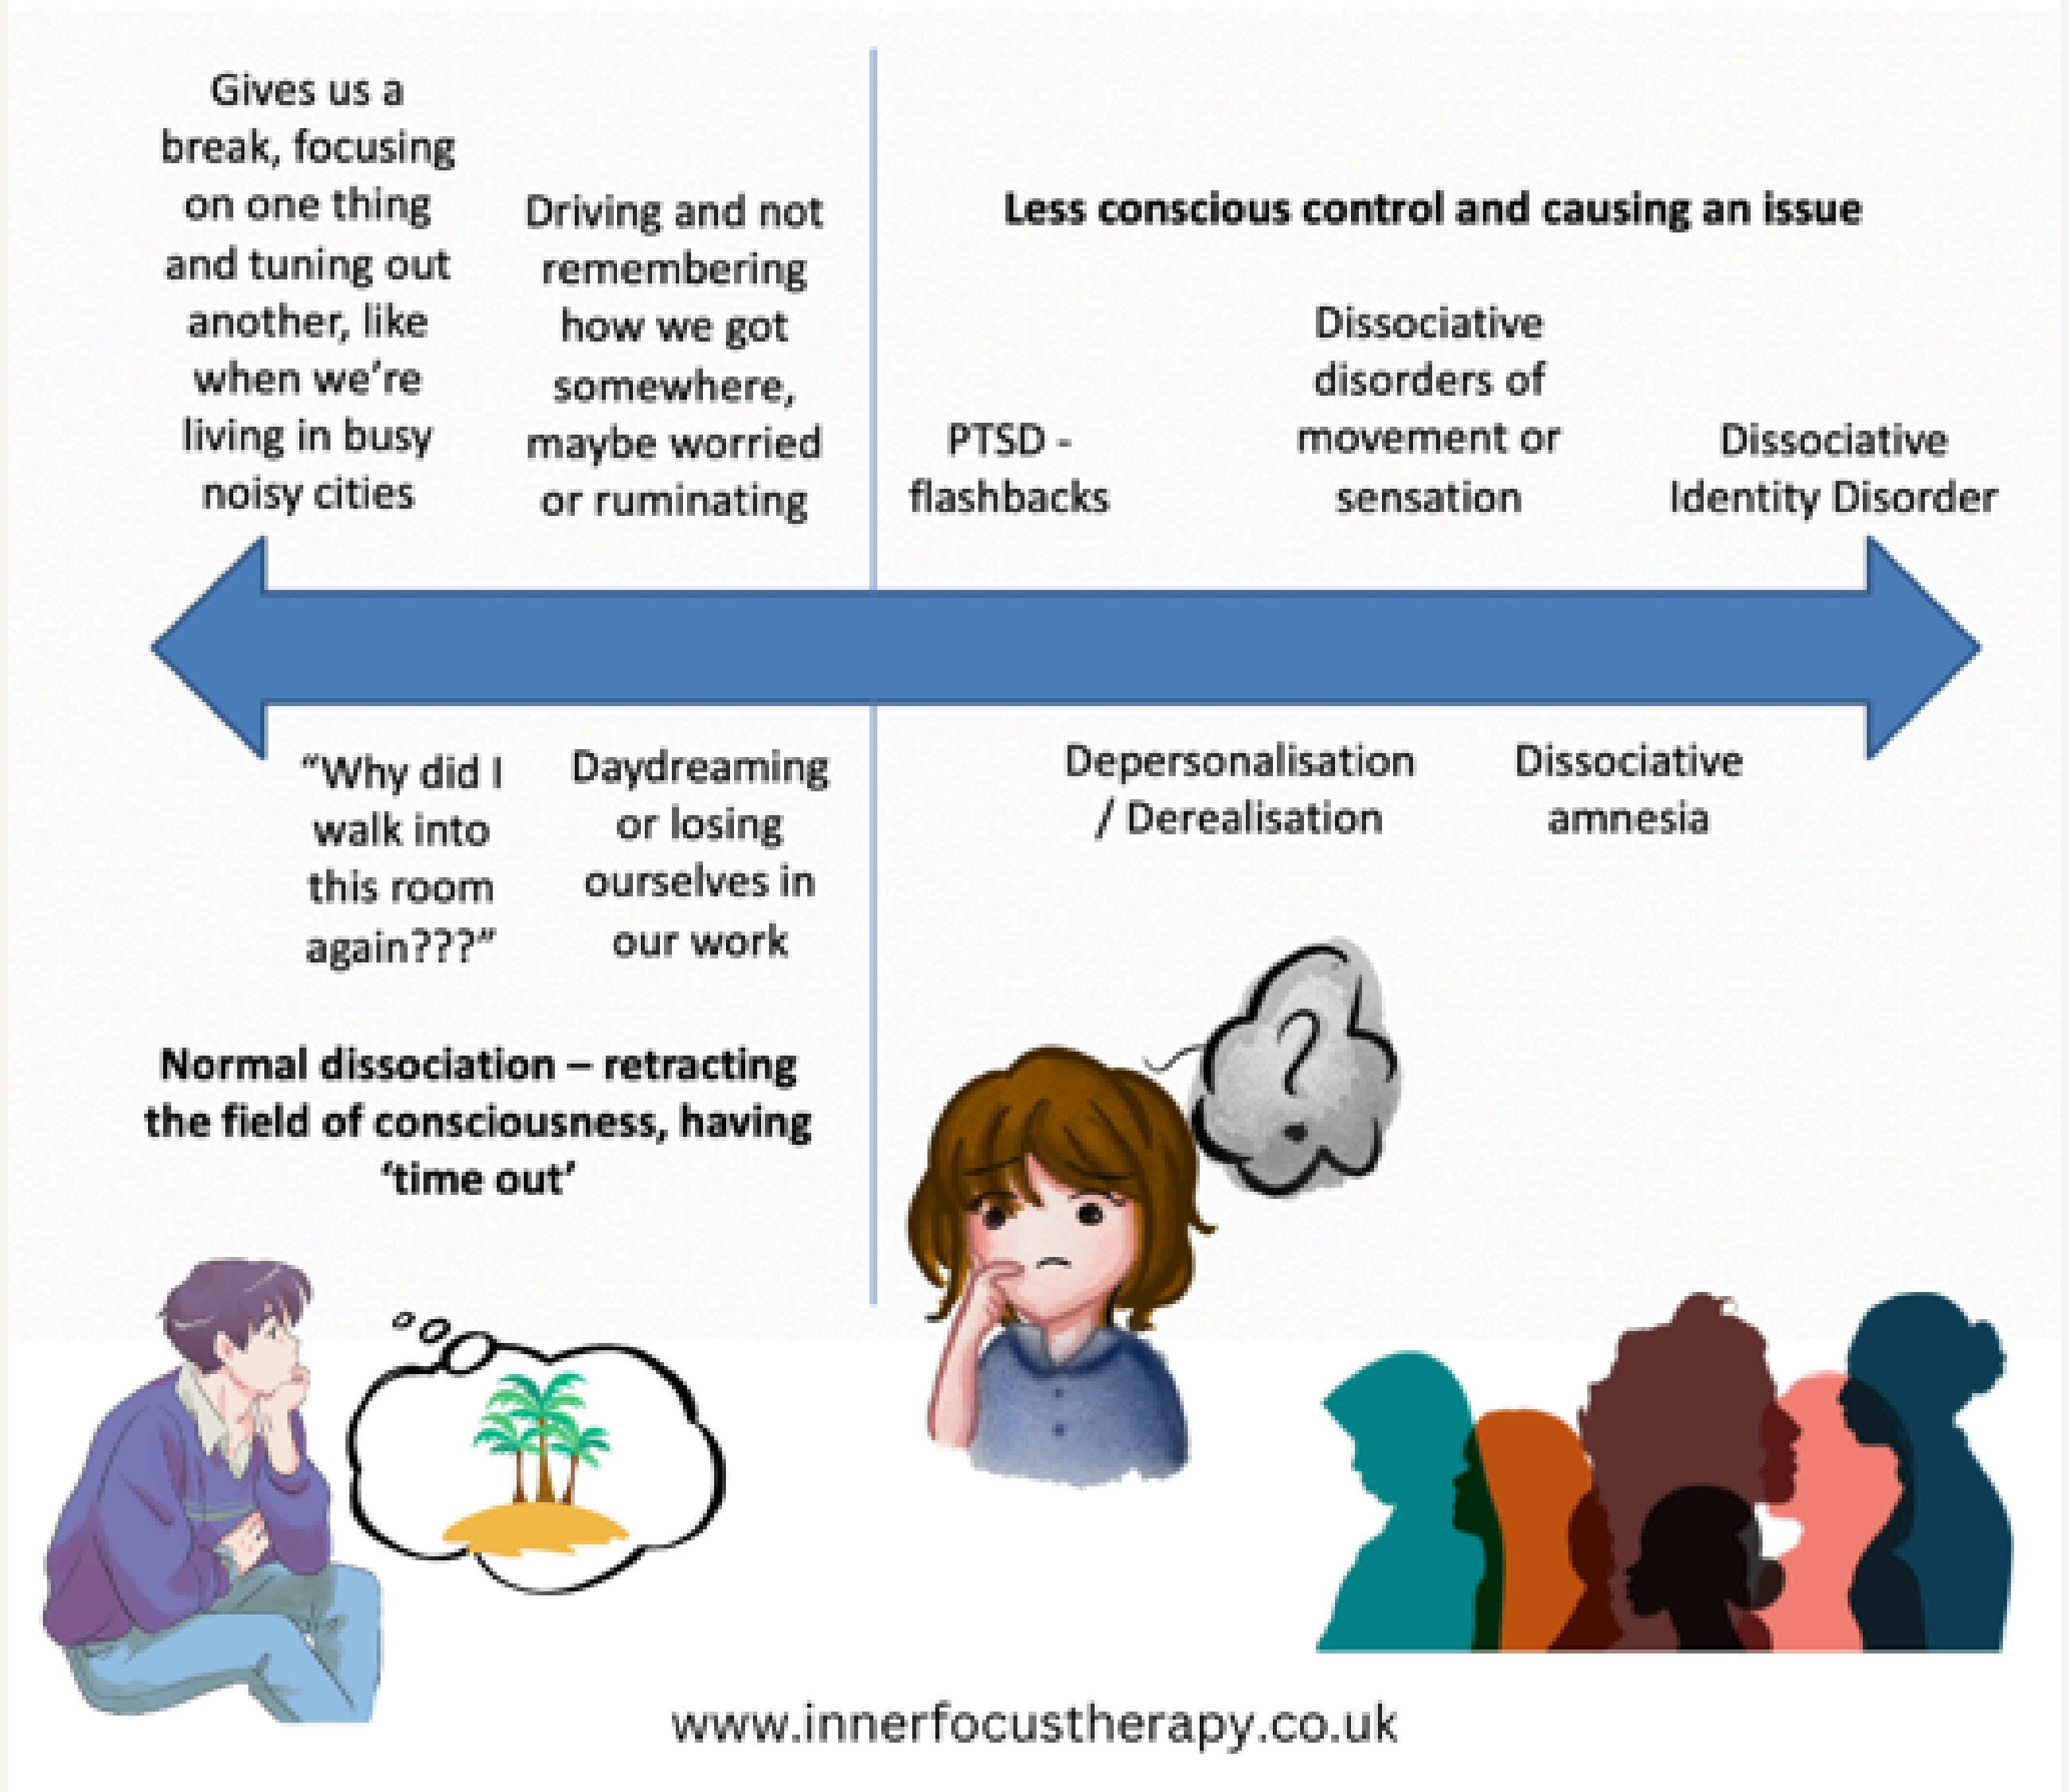 Gives us a
break, focusing
on one thing
and tuning out
another, like
when we’re
living in busy
noisy cities
Driving and not
remembering
how we got
somewhere,
maybe worried
or ruminating
Less conscious control and causing an issue
PTSD -
flashbacks
Dissociative
disorders of
movement or
sensation
Dissociative
Identity Disorder
“Why did I
walk into
this room
again???”
Daydreaming
or losing
ourselves in
our work
Depersonalisation
/ Derealisation
Dissociative
amnesia
Normal dissociation – retracting
the field of consciousness, having
‘time out’
?
www.innerfocustherapy.co.uk